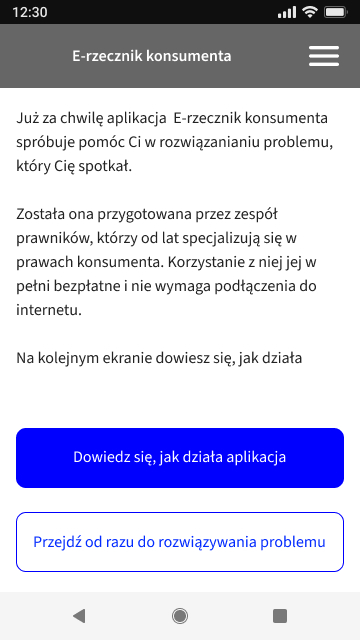 12:30
E-rzecznik konsumenta
Już za chwilę aplikacja  E-rzecznik konsumenta
spróbuje pomóc Ci w rozwiązanianiu problemu,
który Cię spotkał.
Została ona przygotowana przez zespół
prawników, którzy od lat specjalizują się w
prawach konsumenta. Korzystanie z niej jej w
pełni bezpłatne i nie wymaga podłączenia do
internetu.
Na kolejnym ekranie dowiesz się, jak działa
Dowiedz się, jak działa aplikacja
Przejdź od razu do rozwiązywania problemu